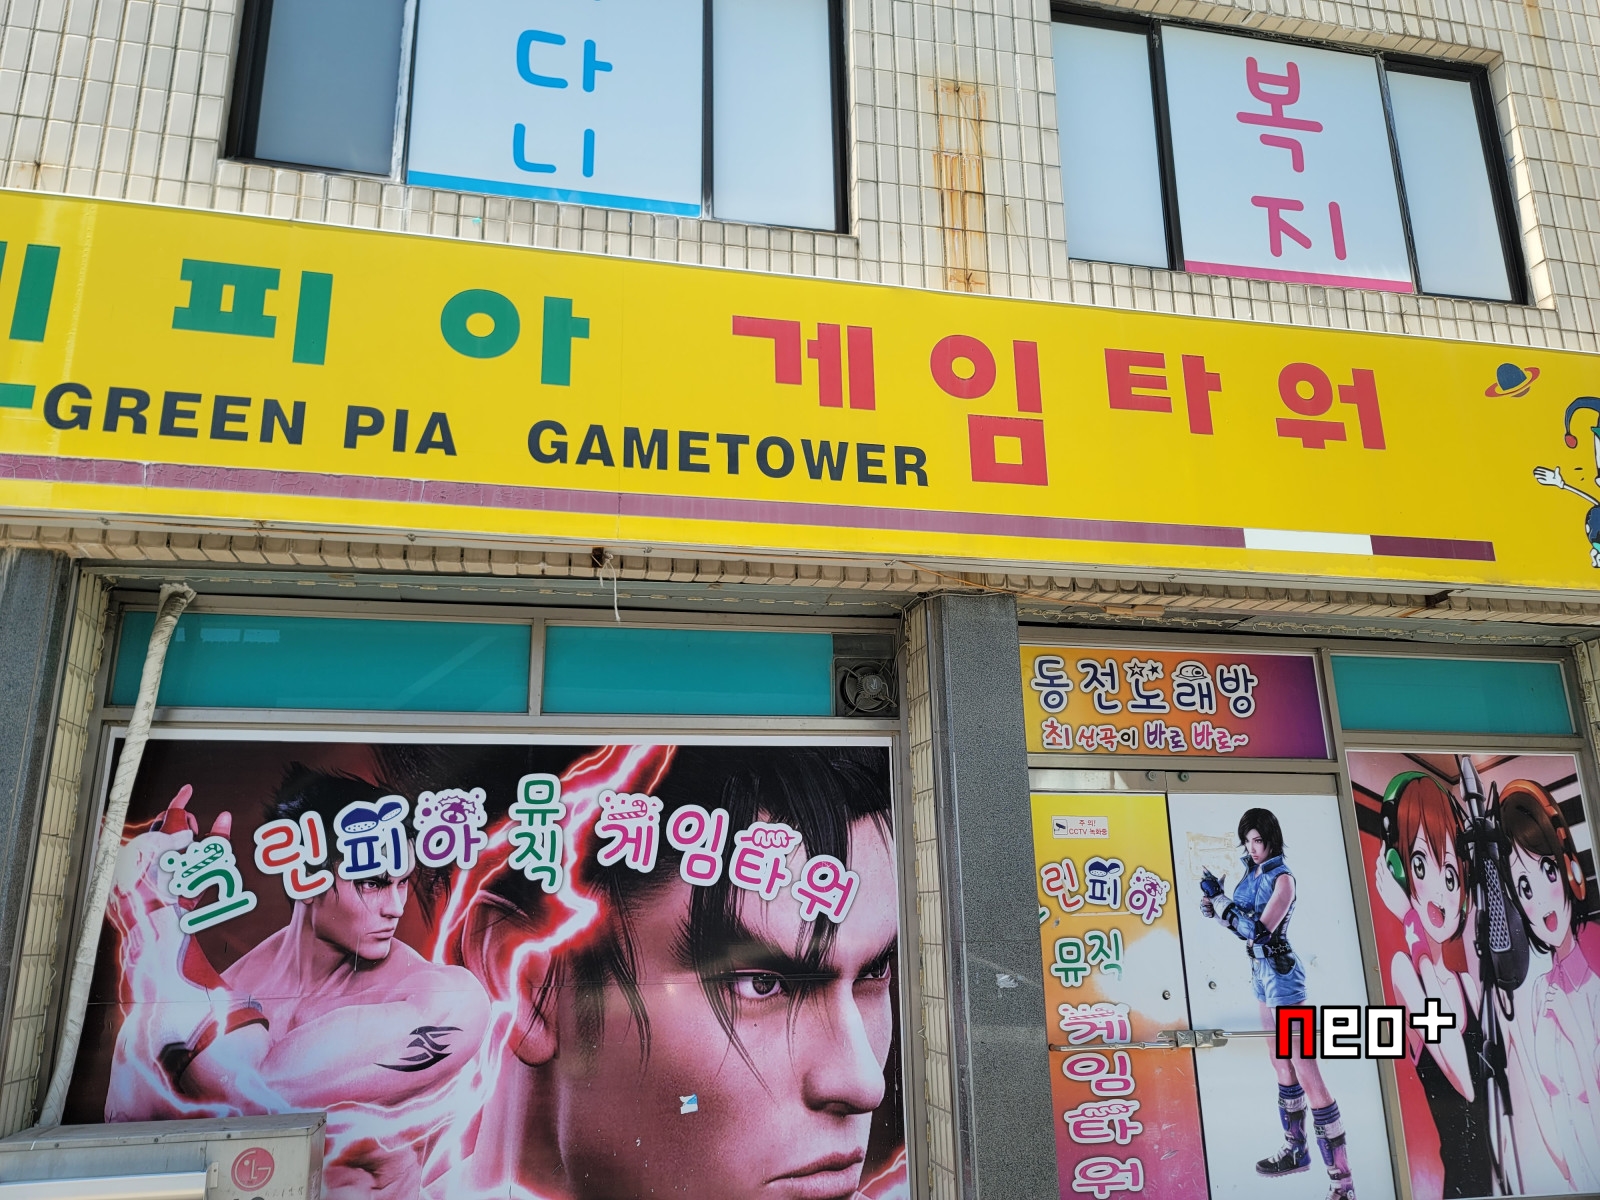 다니
복지
피아 게임타워
GREEN PIA GAMETOWER
동전노래방
최신곡이 바로바로~
그린피아 뮤직 게임타워
주의!
CCTV 녹화중
린피아
뮤직
게임타워
neo+
LG